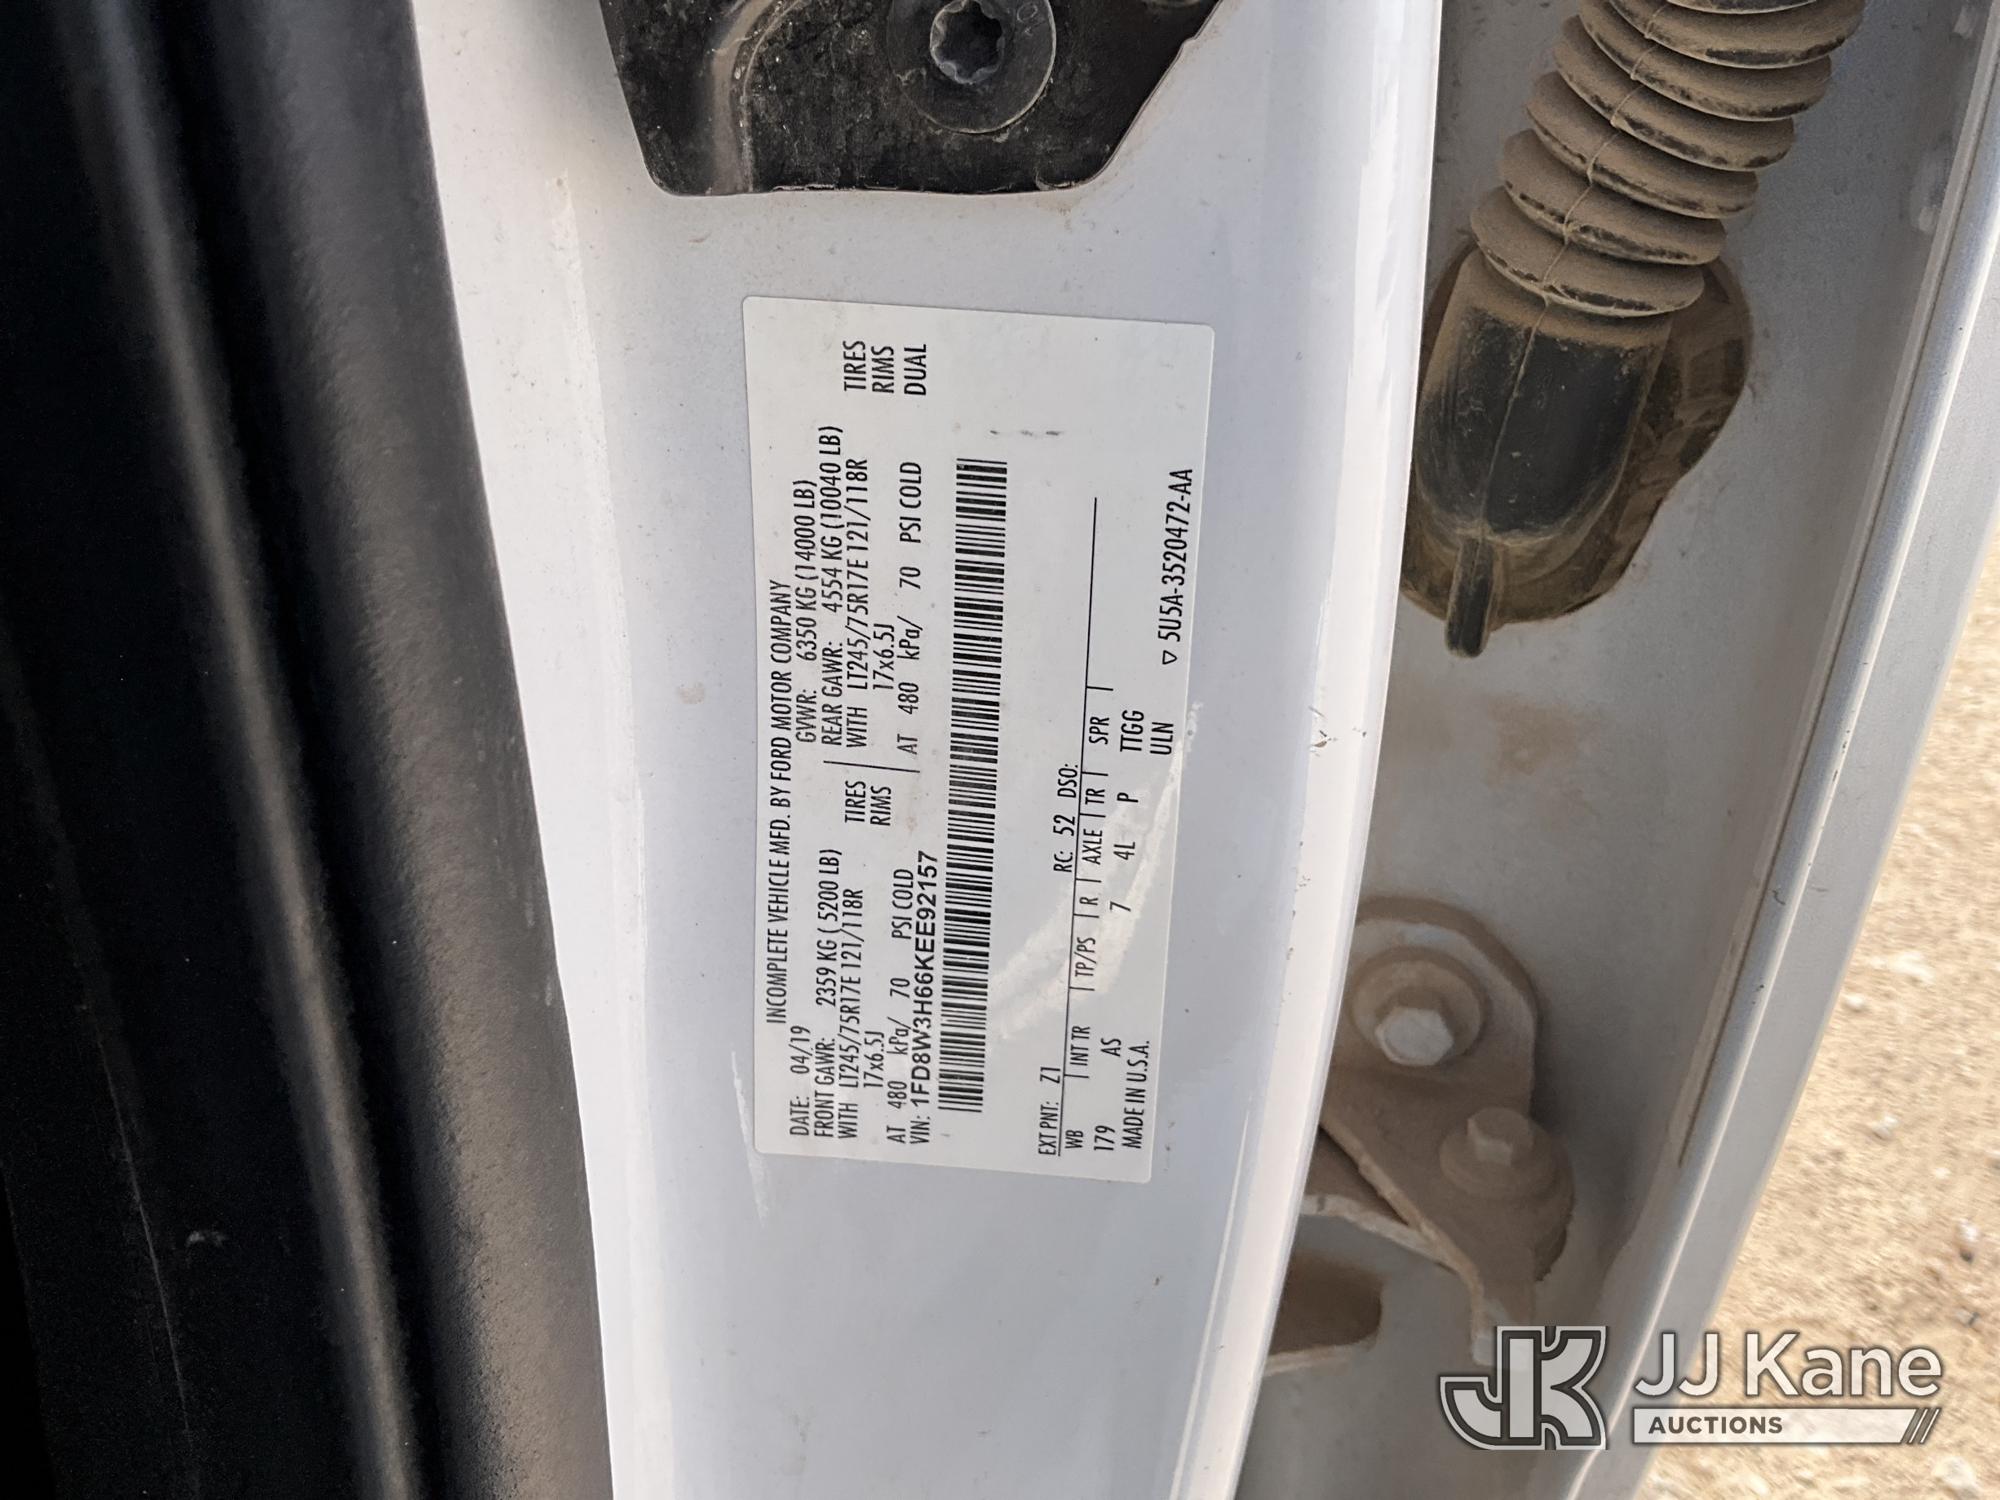 INCOMPLETE VEHICLE MFD. BY FORD MOTOR COMPANY
DATE: 04/19 GVWR: 6350 KG (14000 LB)
FRONT GAWR: 2359 KG ( 5200 LB) REAR GAWR: 4554 KG (10040 LB)
WITH LT245/75R17E 121/118R TIRES WITH LT245/75R17E 121/118R TIRES
17x6.5J RIMS 17x6.5J RIMS
AT 480 kPa/ 70 PSI COLD AT 480 kPa/ 70 PSI COLD DUAL
VIN: 1FD8W3H66KEE92157
EXT PNT: Z1 RC: 52 DSO:
WB INT TR TP/PS R AXLE TR SPR
179 AS 7 4L P TTGG
MADE IN U.S.A. ULN
▽ 5U5A-3520472-AA
JK JJ Kane
AUCTIONS